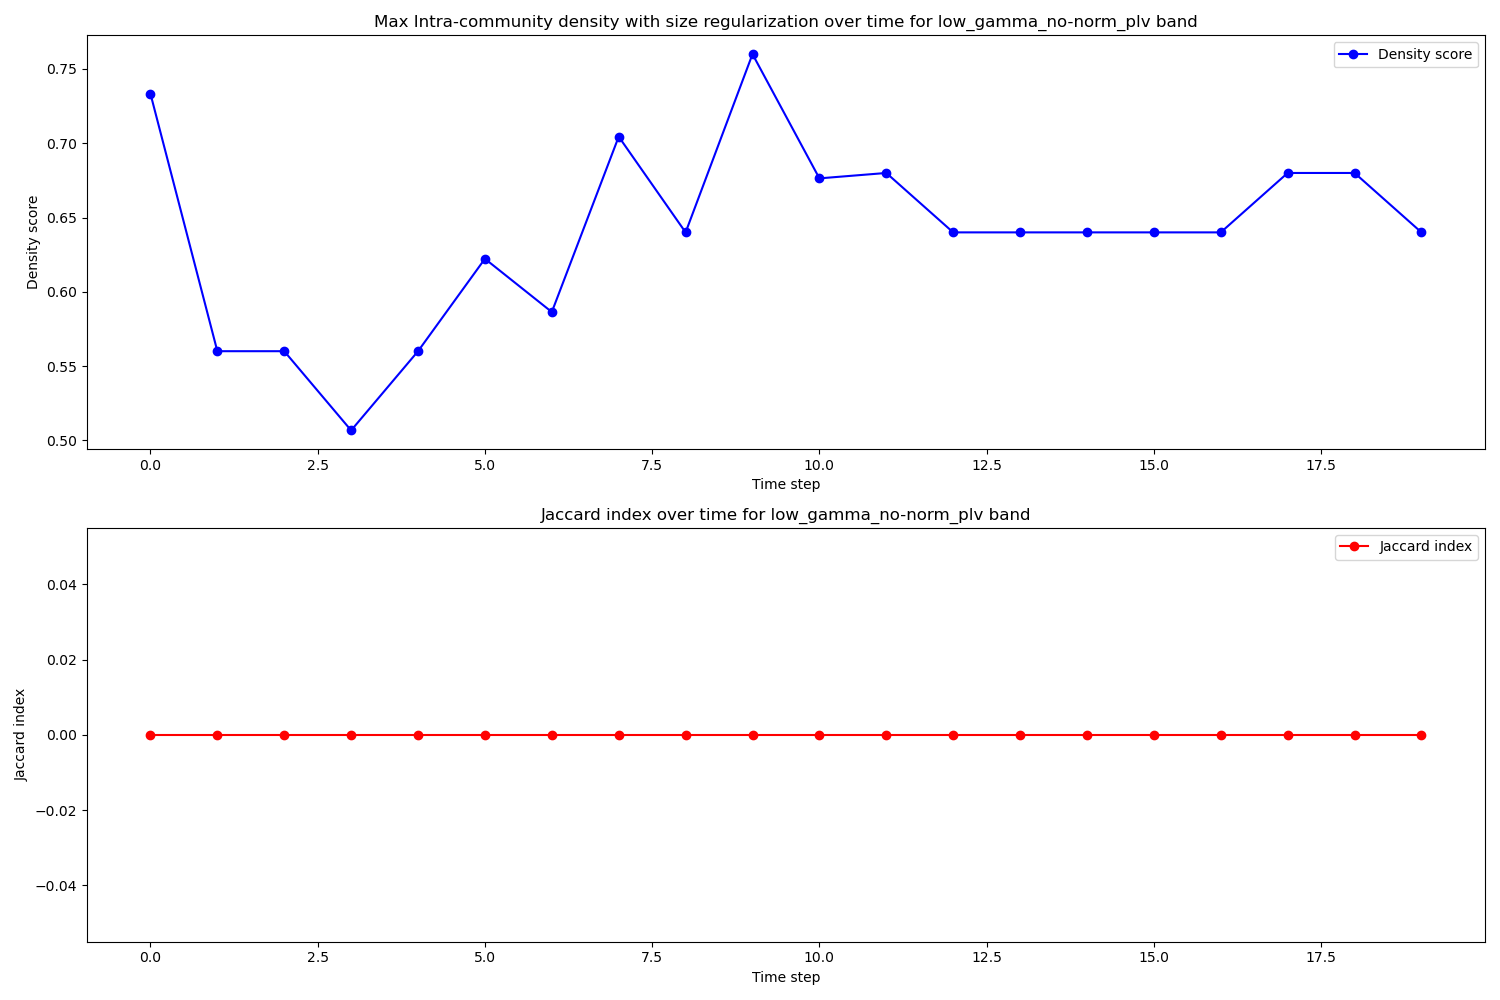 Max Intra-community density with size regularization over time for low_gamma_no-norm_plv band
Density score
0.75
0.70
0.65
0.60
0.55
0.50
Density score
0.0 2.5 5.0 7.5 10.0 12.5 15.0 17.5
Time step
Jaccard index over time for low_gamma_no-norm_plv band
Jaccard index
0.04
0.02
0.00
−0.02
−0.04
Jaccard index
0.0 2.5 5.0 7.5 10.0 12.5 15.0 17.5
Time step